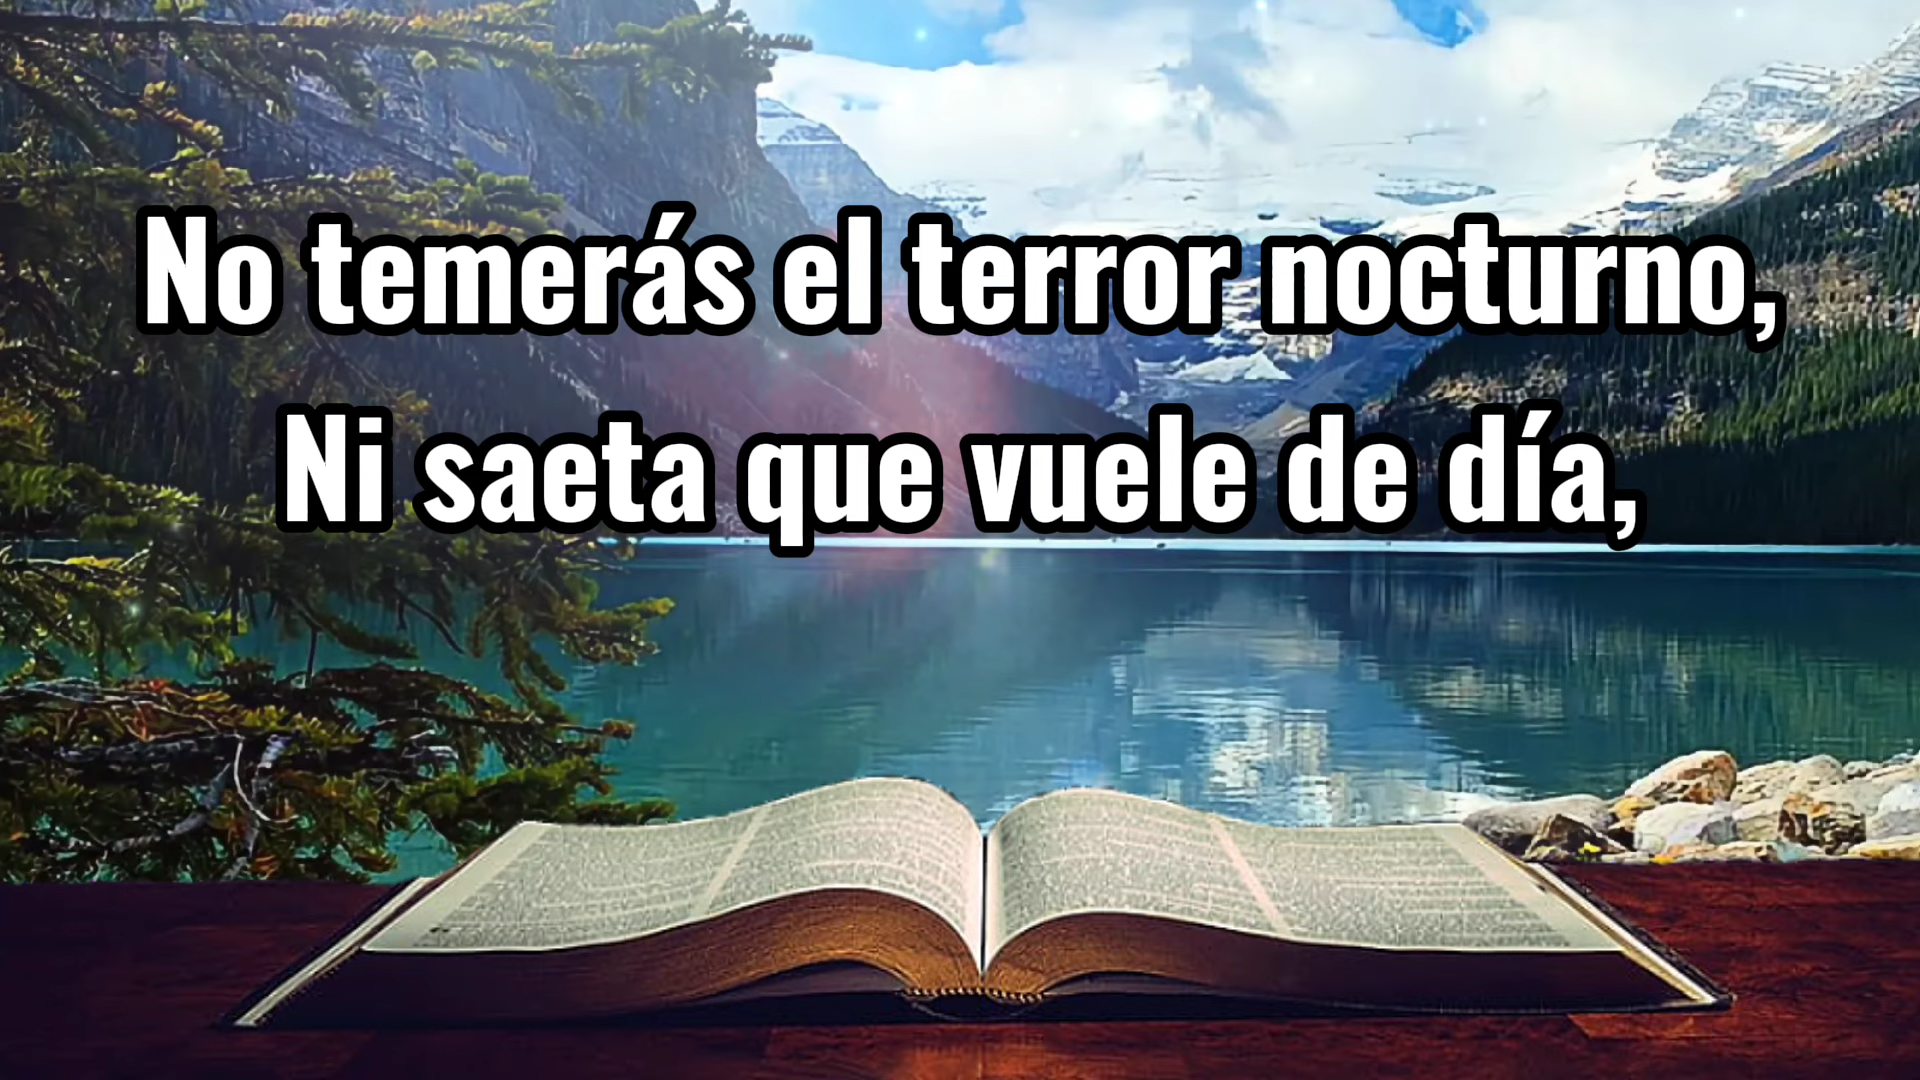 No temerás el terror nocturno,
Ni saeta que vuele de día,